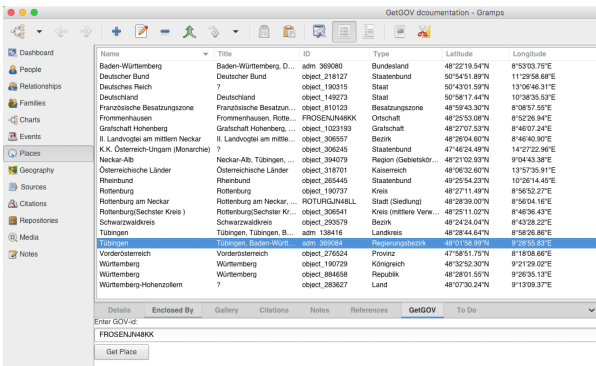 GetGOV dcoumentation - Gramps
Dashboard
People
Relationships
Families
Charts
Events
Places
Geography
Sources
Citations
Repositories
Media
Notes
Name Title ID Type Latitude Longitude
Baden-Württemberg Baden-Württemberg, D... adm 369080 Bundesland 48°22'19.54"N 8°53'03.75"E
Deutscher Bund Deutscher Bund object_218127 Staatenbund 50°54'51.89"N 11°29'58.68"E
Deutsches Reich ? object_190315 Staat 50°43'01.59"N 13°06'46.31"E
Deutschland Deutschland object_149273 Staat 50°58'17.44"N 10°38'35.53"E
Französische Besatzungszone Französische Besatzun... object_810123 Besatzungszone 48°59'43.30"N 8°08'57.55"E
Frommenhausen Frommenhausen, Rotte... FROSENJN48KK Ortschaft 48°25'53.08"N 8°52'26.94"E
Grafschaft Hohenberg Grafschaft Hohenberg, ... object_1023193 Grafschaft 48°27'07.53"N 8°46'07.24"E
II. Landvogtei am mittlern Neckar II. Landvogtei am mittle... object_306557 Bezirk 48°26'04.60"N 8°46'40.90"E
K.K. Österreich-Ungarn (Monarchie) ? object_306245 Staatenbund 47°46'24.49"N 14°27'22.96"E
Neckar-Alb Neckar-Alb, Tübingen, ... object_394079 Region (Gebietskör... 48°21'02.93"N 9°04'43.38"E
Österreichische Länder Österreichische Länder object_318701 Kaiserreich 48°06'32.60"N 13°57'35.91"E
Rheinbund Rheinbund object_265445 Staatenbund 49°25'54.23"N 10°26'14.45"E
Rottenburg Rottenburg object_190737 Kreis 48°27'11.49"N 8°56'52.27"E
Rottenburg am Neckar Rottenburg am Neckar, ... ROTURGJN48LL Stadt (Siedlung) 48°28'39.00"N 8°56'04.16"E
Rottenburg(Sechster Kreis ) Rottenburg(Sechster Kr... object_306541 Kreis (mittlere Verw... 48°25'11.02"N 8°46'36.43"E
Schwarzwaldkreis Schwarzwaldkreis object_293579 Bezirk 48°24'24.04"N 8°43'28.22"E
Tübingen Tübingen, Tübingen, B... adm 138416 Landkreis 48°28'44.64"N 8°58'26.86"E
Tübingen Tübingen, Baden-Württ... adm 369084 Regierungsbezirk 48°01'58.99"N 9°28'55.83"E
Vorderösterreich Vorderösterreich object_276524 Provinz 47°58'51.75"N 8°18'08.66"E
Württemberg Württemberg object_190729 Königreich 48°32'52.30"N 9°21'29.02"E
Württemberg Württemberg object_884658 Republik 48°28'01.55"N 9°26'35.13"E
Württemberg-Hohenzollern ? object_283627 Land 48°07'30.24"N 9°13'09.37"E
Details Enclosed By Gallery Citations Notes References GetGOV To Do
Enter GOV-id:
FROSENJN48KK
Get Place